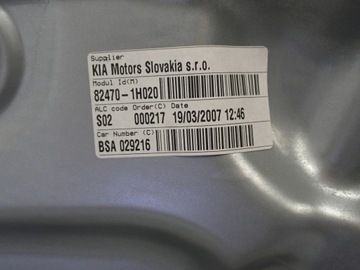 Supplier
KIA Motors Slovakia s.r.o.
Modul Id(M)
82470-1H020
ALC code Order(C) Date
S02 000217 19/03/2007 12:46
Car Number (C)
BSA 029216